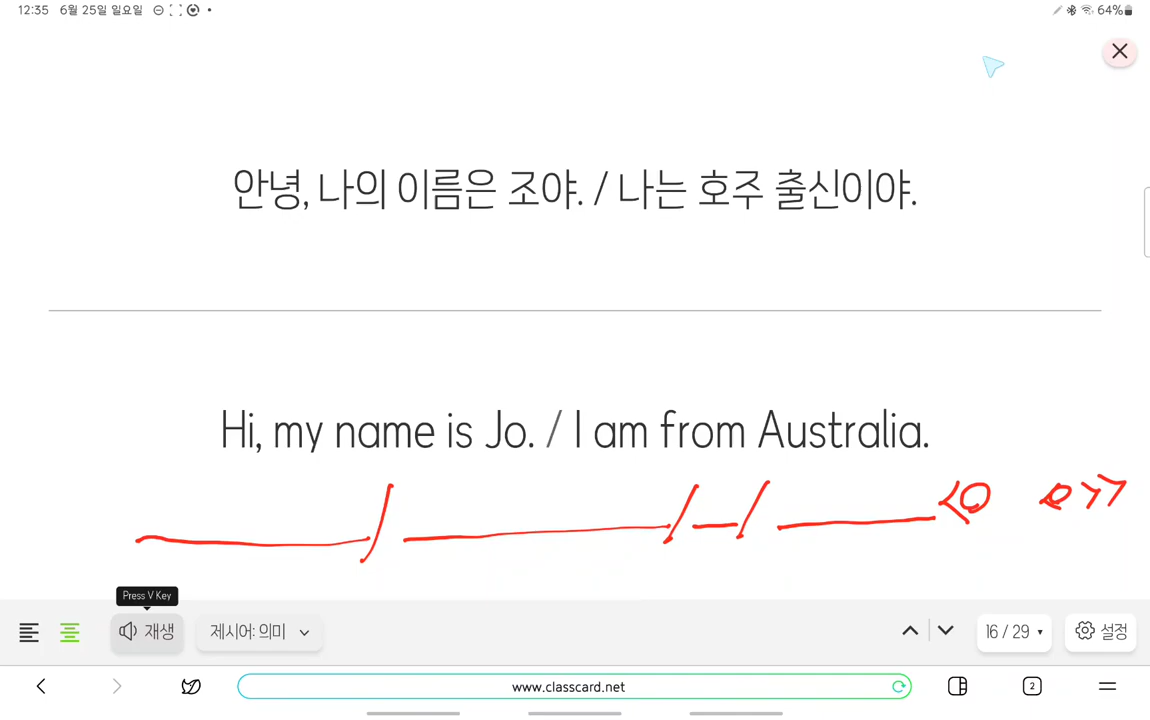 12:35 6월 25일 일요일
64%
안녕, 나의 이름은 조야. / 나는 호주 출신이야.
Hi, my name is Jo. / I am from Australia.
Press V Key
재생 제시어: 의미 16 / 29 설정
www.classcard.net 2